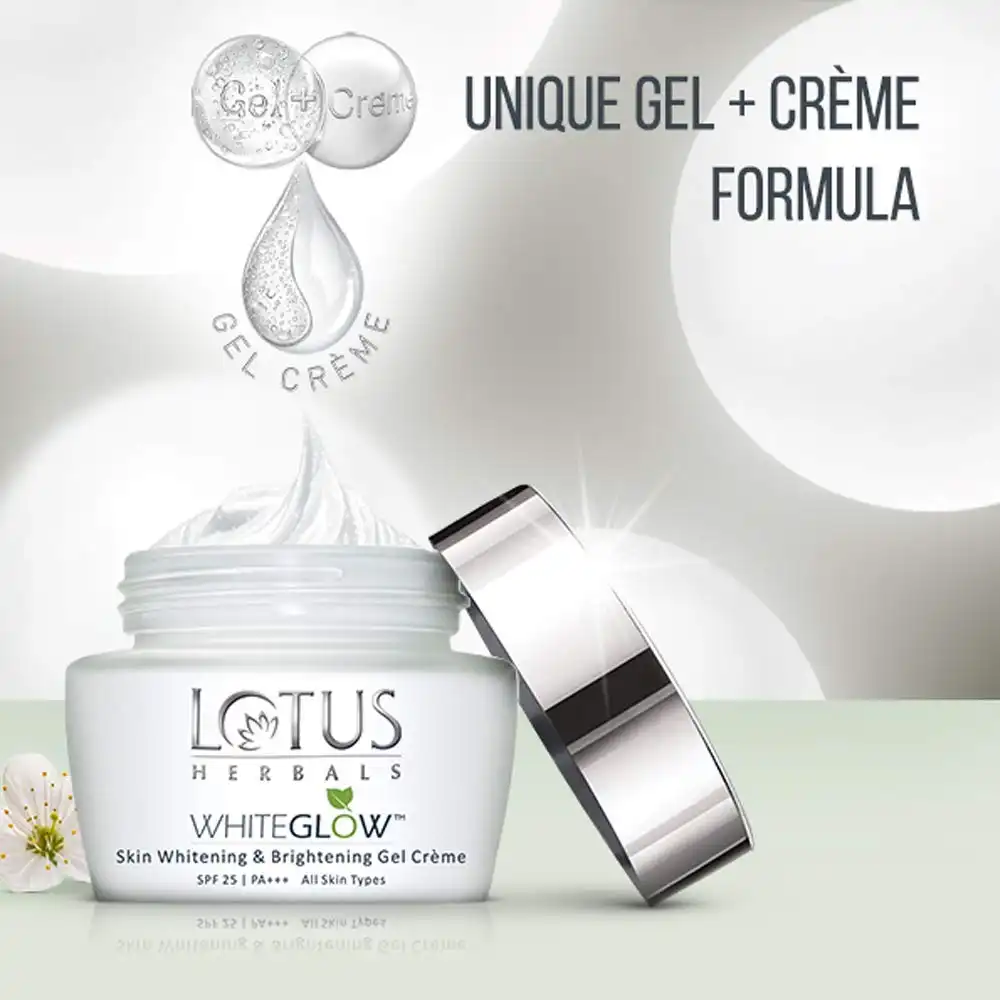 Gel + Crème
UNIQUE GEL + CRÈME
FORMULA
GEL CRÈME
LOTUS
HERBALS
WHITEGLOW™
Skin Whitening & Brightening Gel Crème
SPF 25 | PA+++ All Skin Types